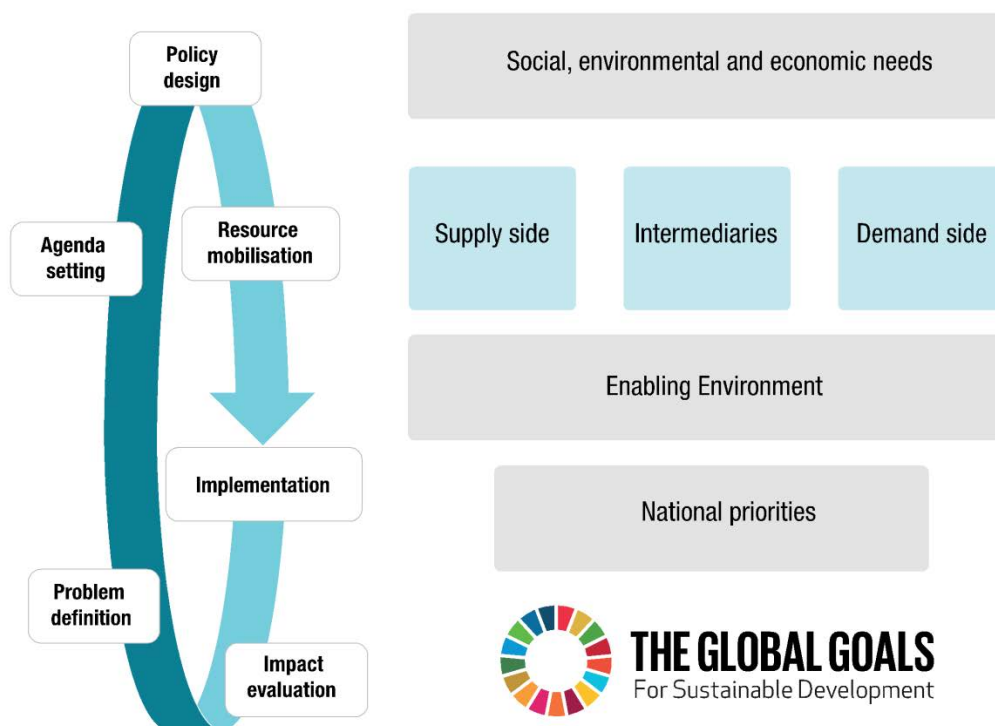 Policy
design
Agenda
setting
Resource
mobilisation
Implementation
Problem
definition
Impact
evaluation
Social, environmental and economic needs
Supply side
Intermediaries
Demand side
Enabling Environment
National priorities
THE GLOBAL GOALS
For Sustainable Development